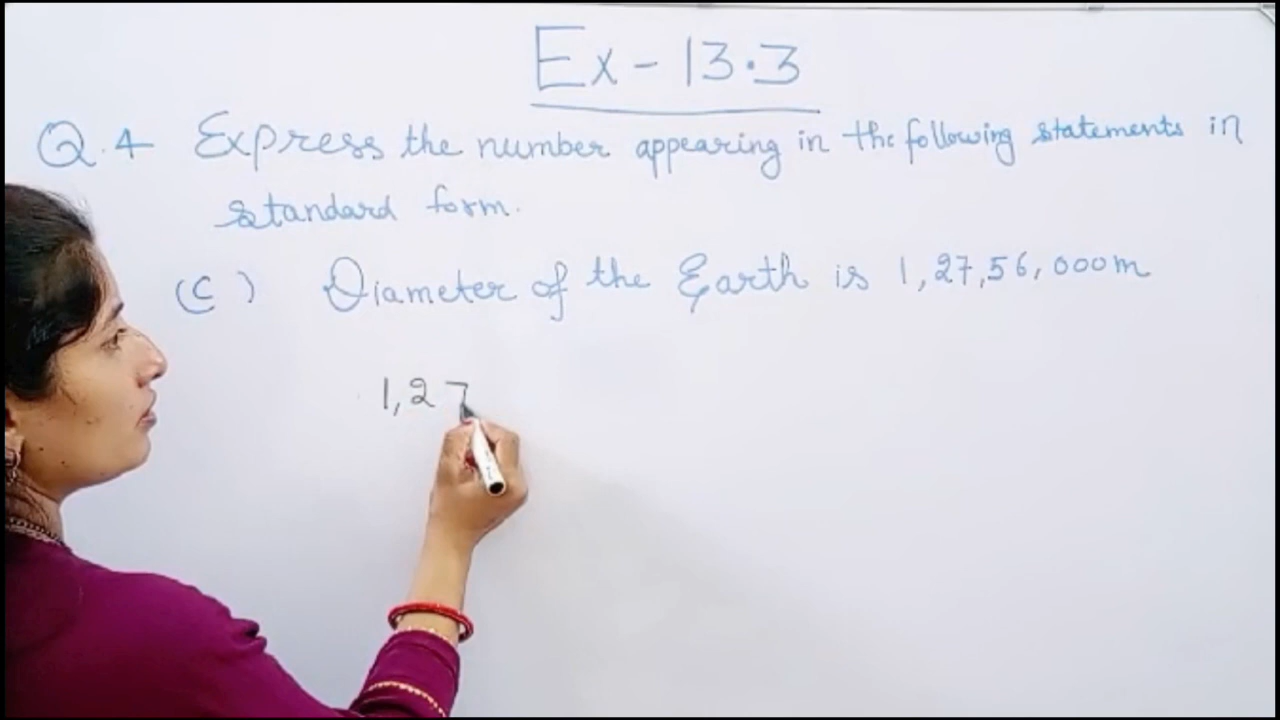 Ex - 13.3
Q.4 Express the number appearing in the following statements in
standard form.
(c) Diameter of the Earth is 1,27,56,000m
1,27